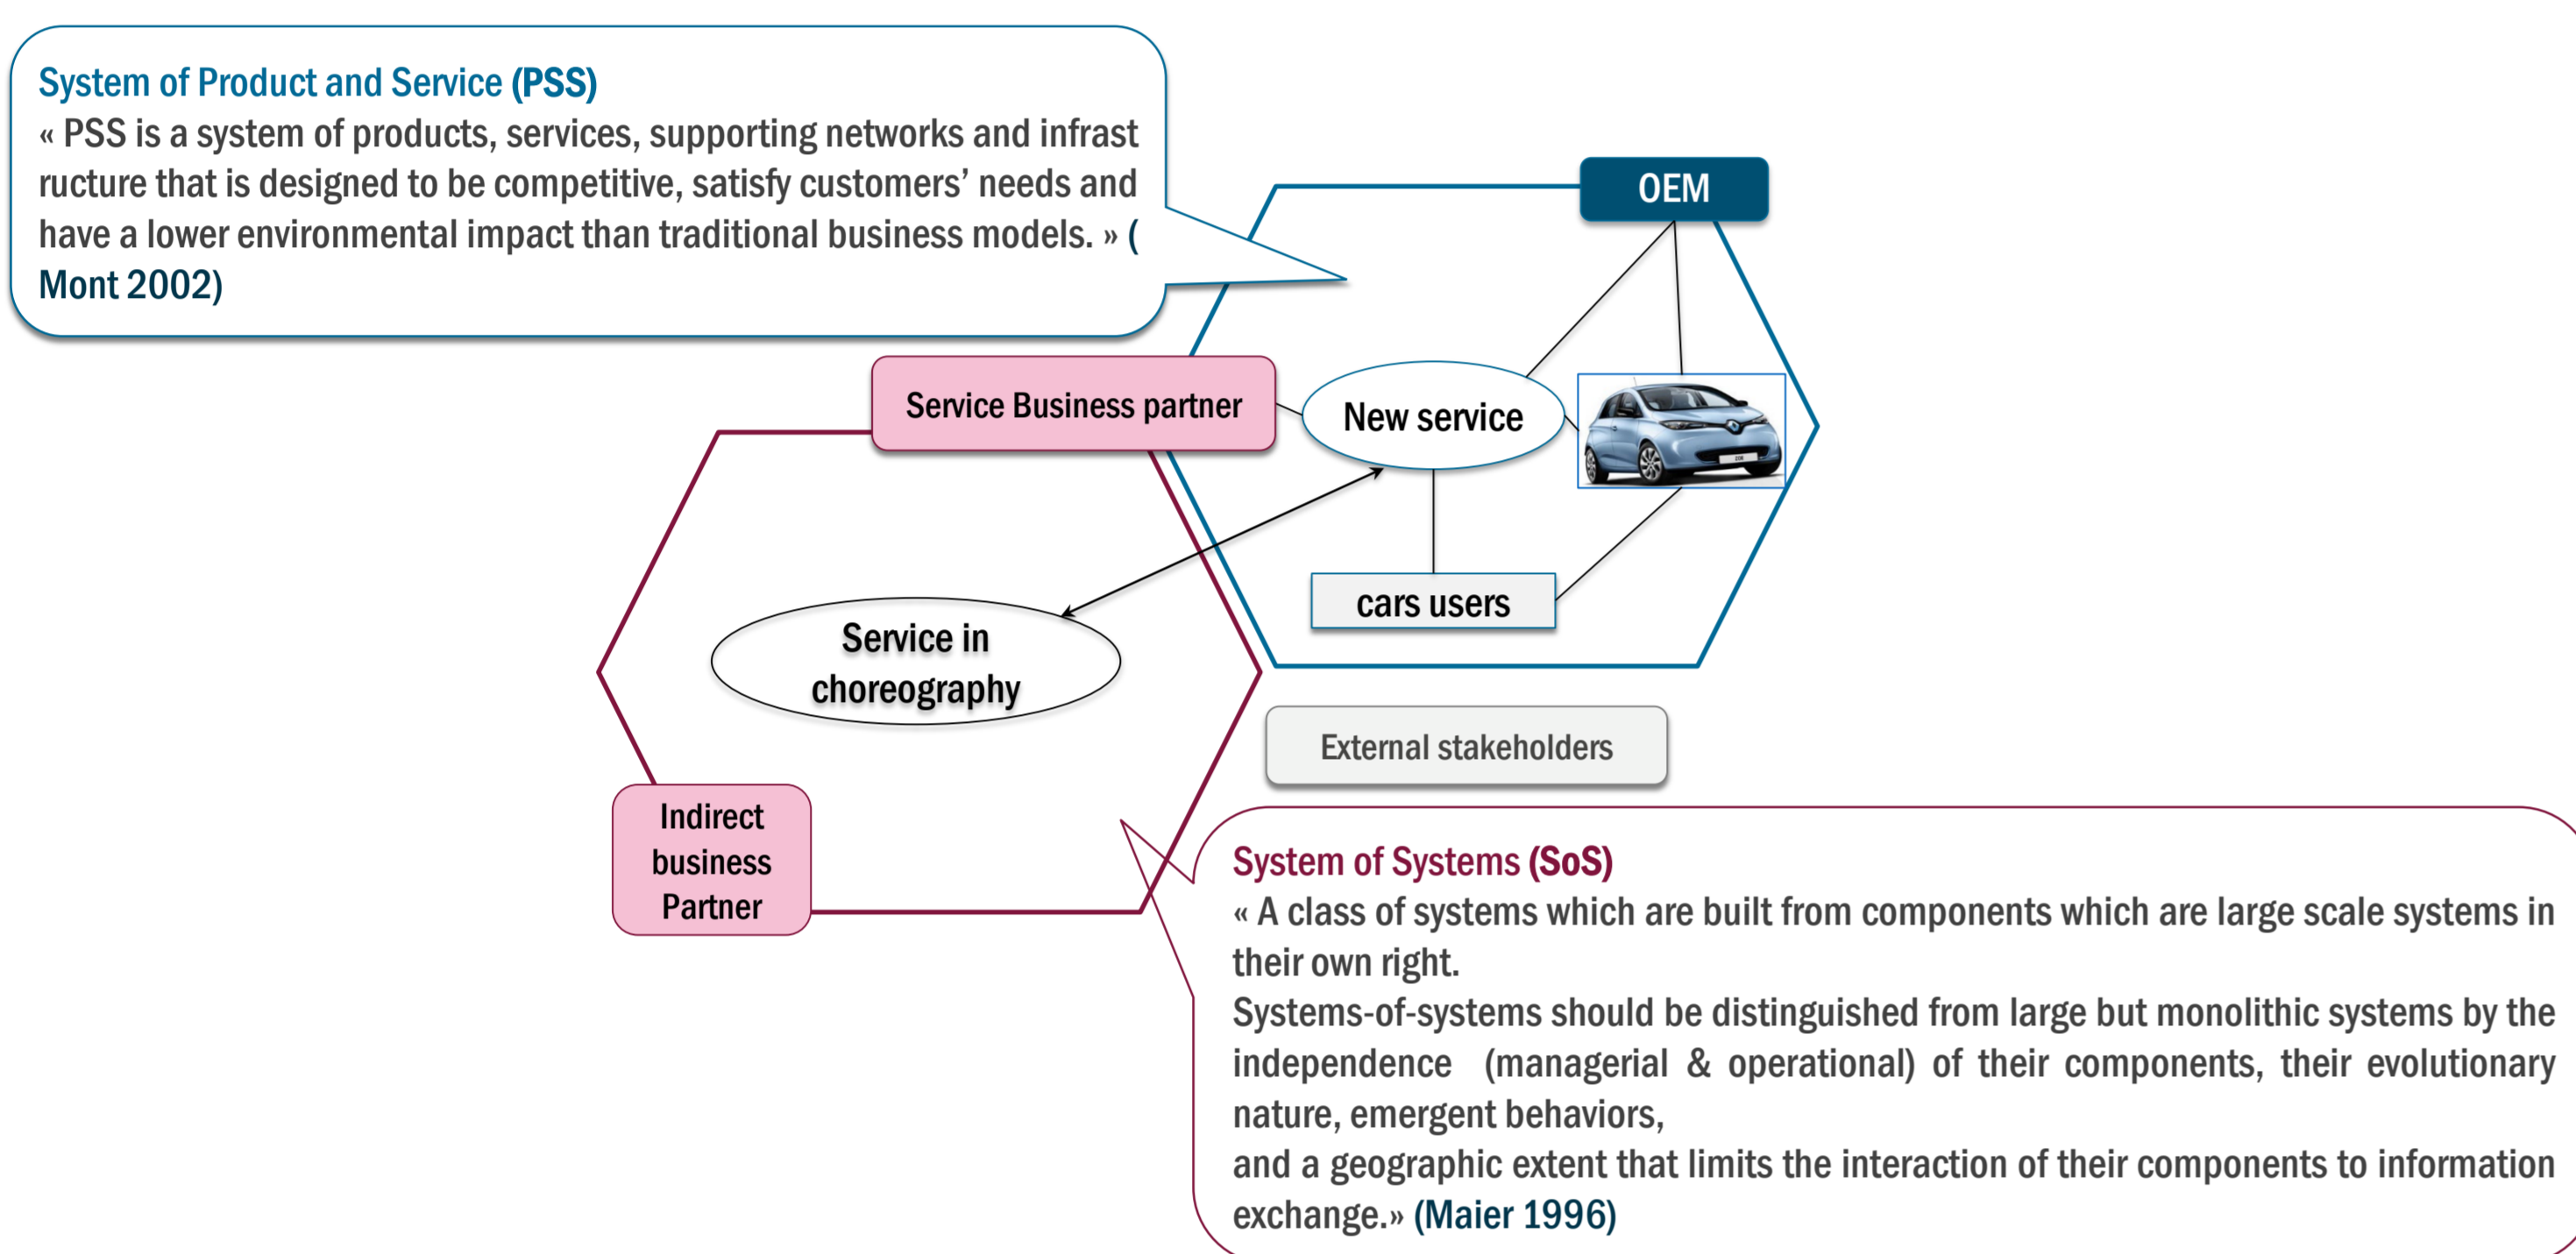 System of Product and Service (PSS)
« PSS is a system of products, services, supporting networks and infrast
ructure that is designed to be competitive, satisfy customers’ needs and
have a lower environmental impact than traditional business models. » (
Mont 2002)
OEM
Service Business partner
New service
cars users
Service in
choreography
External stakeholders
Indirect
business
Partner
System of Systems (SoS)
« A class of systems which are built from components which are large scale systems in
their own right.
Systems-of-systems should be distinguished from large but monolithic systems by the
independence (managerial & operational) of their components, their evolutionary
nature, emergent behaviors,
and a geographic extent that limits the interaction of their components to information
exchange.» (Maier 1996)